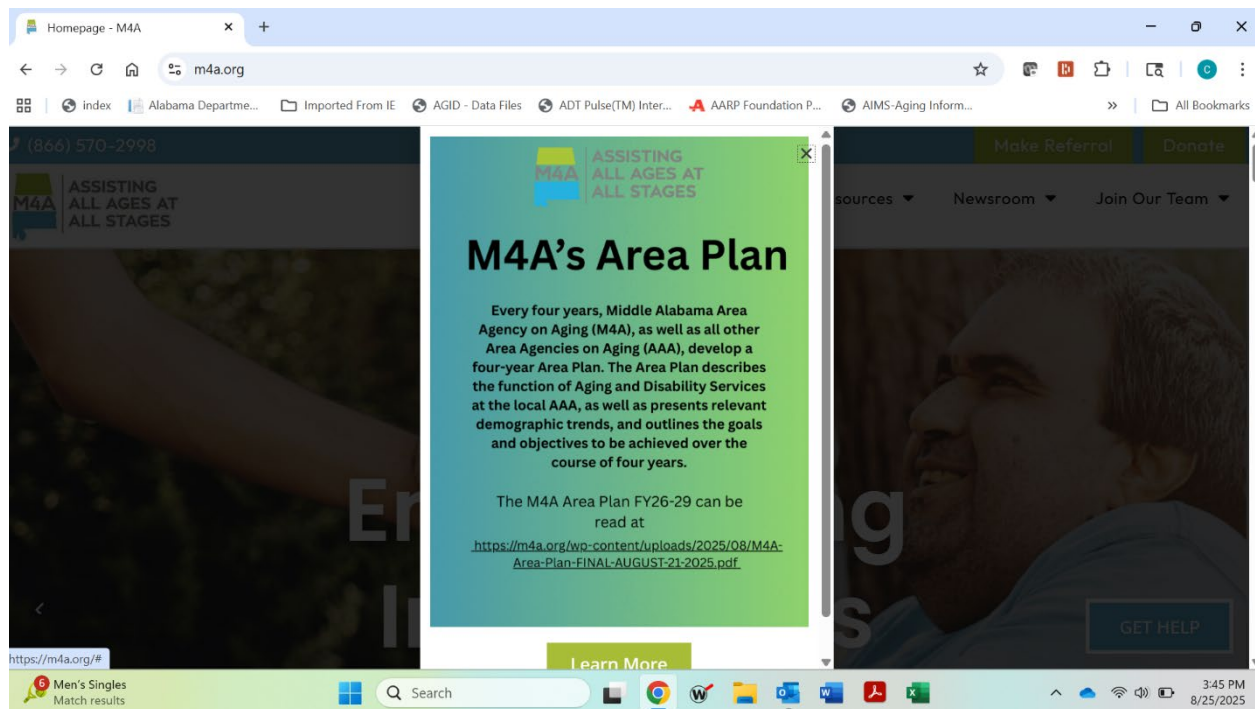 Homepage - M4A
m4a.org
index
Alabama Departme...
Imported From IE
AGID - Data Files
ADT Pulse(TM) Inter...
AARP Foundation P...
AIMS-Aging Inform...
»
All Bookmarks
C
(866) 570-2998
Make Referral
Donate
M4A
ASSISTING
ALL AGES AT
ALL STAGES
sources
Newsroom
Join Our Team
M4A
ASSISTING
ALL AGES AT
ALL STAGES
M4A's Area Plan
Every four years, Middle Alabama Area
Agency on Aging (M4A), as well as all other
Area Agencies on Aging (AAA), develop a
four-year Area Plan. The Area Plan describes
the function of Aging and Disability Services
at the local AAA, as well as presents relevant
demographic trends, and outlines the goals
and objectives to be achieved over the
course of four years.
The M4A Area Plan FY26-29 can be
read at
https://m4a.org/wp-content/uploads/2025/08/M4A-
Area-Plan-FINAL-AUGUST-21-2025.pdf
Learn More
GET HELP
https://m4a.org/#
6
Men's Singles
Match results
Search
3:45 PM
8/25/2025